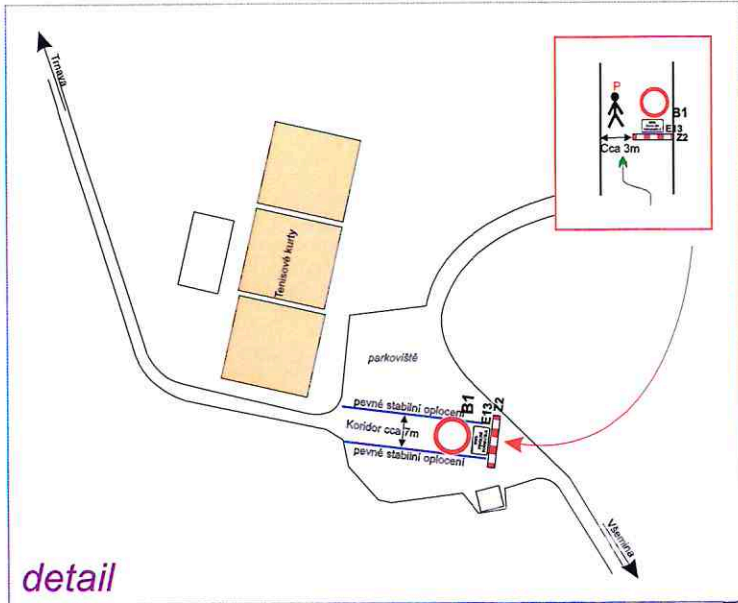 Trnava
P
B1
E13
Z2
Cca 3m
Tenisové kurty
parkoviště
pevné stabilní oplocení
B1
E13
Z2
Koridor cca 7m
pevné stabilní oplocení
Všemina
detail